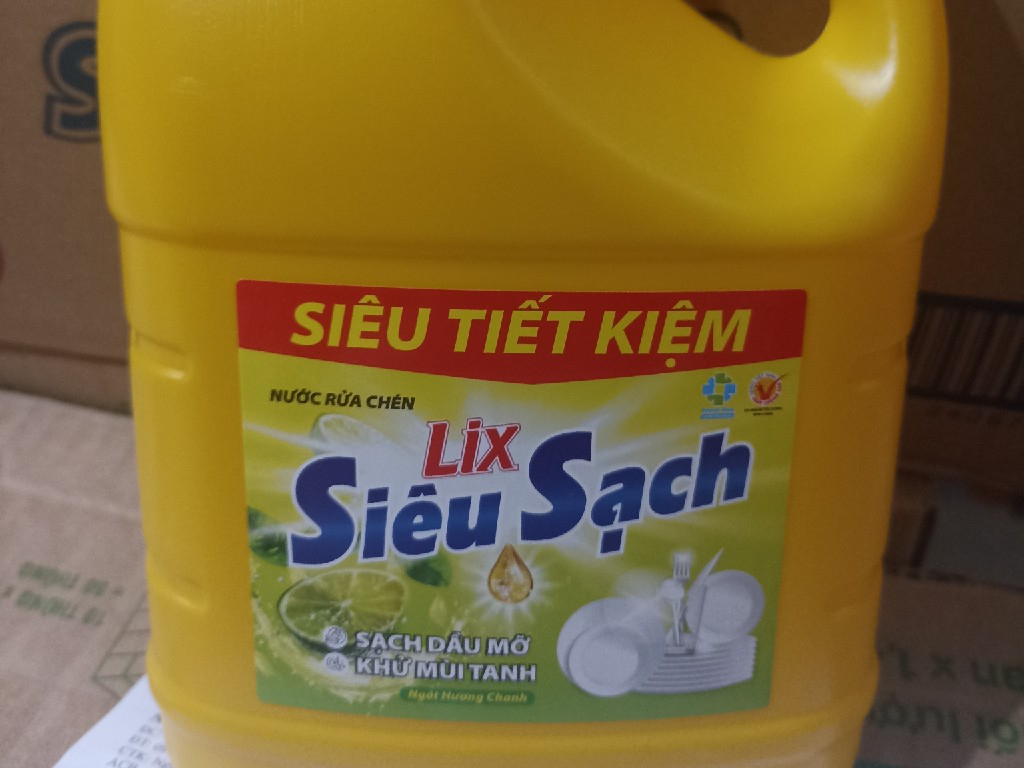 SIÊU TIẾT KIỆM
NƯỚC RỬA CHÉN
Lix
Siêu Sạch
SẠCH DẦU MỠ
KHỬ MÙI TANH
Ngát Hương Chanh